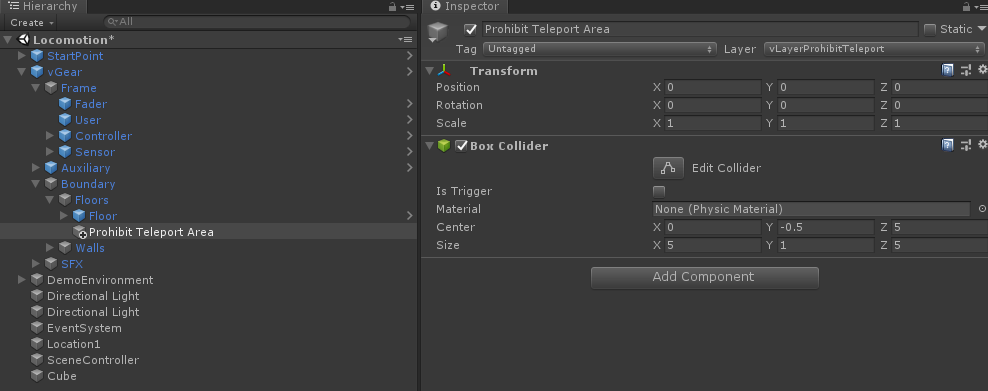 Hierarchy
Create
All
Locomotion*
StartPoint
vGear
Frame
Fader
User
Controller
Sensor
Auxiliary
Boundary
Floors
Floor
Prohibit Teleport Area
Walls
SFX
DemoEnvironment
Directional Light
Directional Light
EventSystem
Location1
SceneController
Cube
Inspector
Prohibit Teleport Area Static
Tag Untagged Layer vLayerProhibitTeleport
Transform
Position X 0 Y 0 Z 0
Rotation X 0 Y 0 Z 0
Scale X 1 Y 1 Z 1
Box Collider
Edit Collider
Is Trigger
Material None (Physic Material)
Center X 0 Y -0.5 Z 5
Size X 5 Y 1 Z 5
Add Component